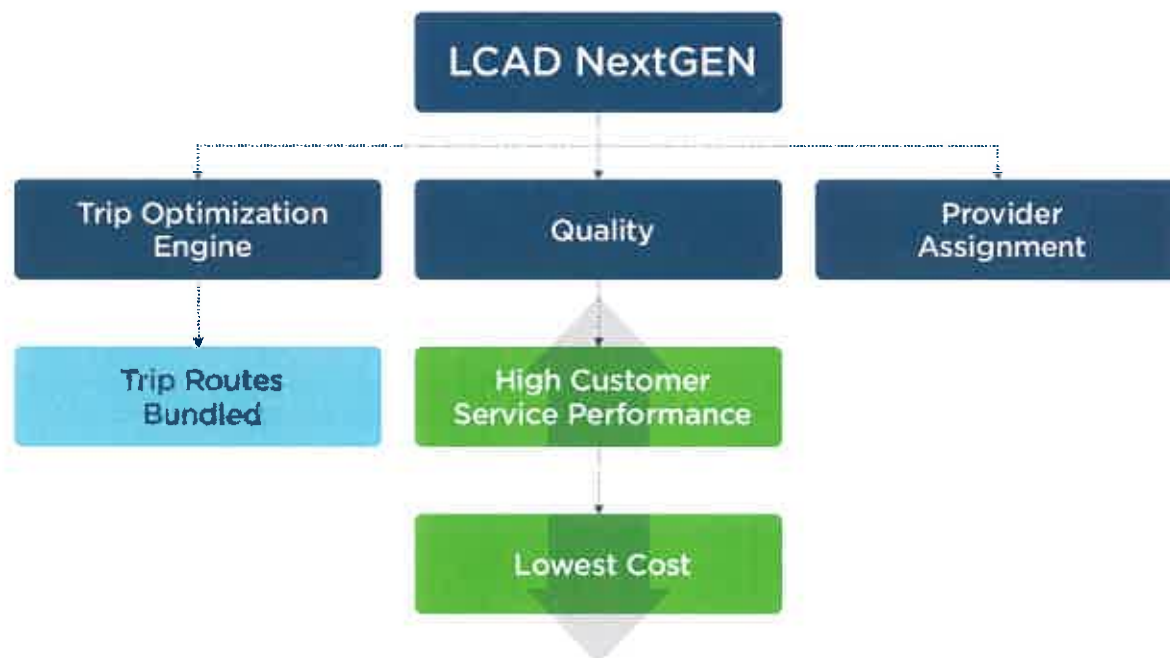 LCAD NextGEN
Trip Optimization
Engine
Quality
Provider
Assignment
Trip Routes
Bundled
High Customer
Service Performance
Lowest Cost